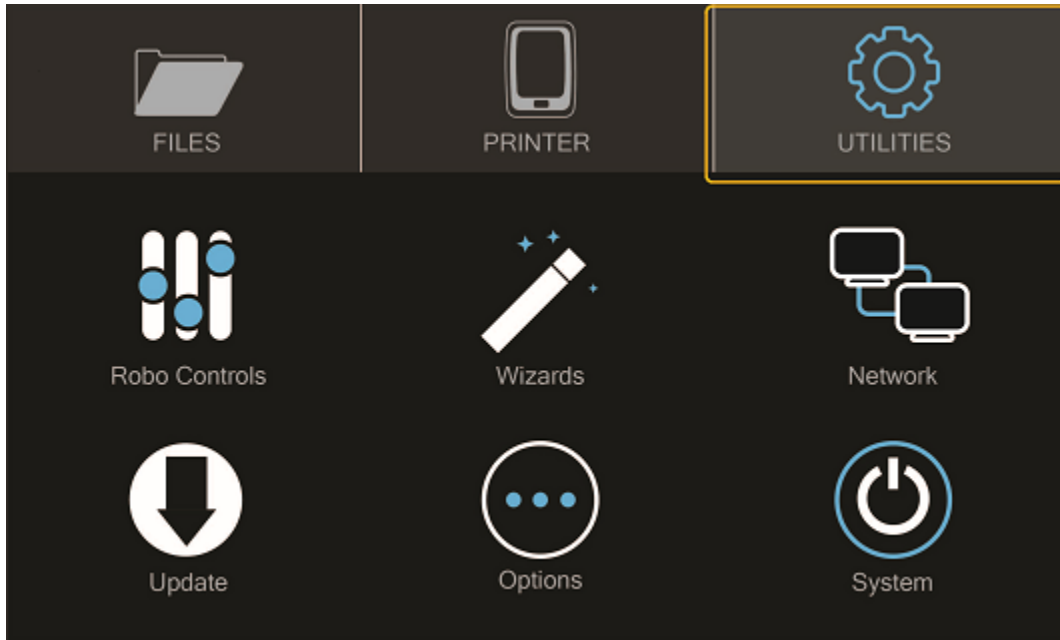 FILES
PRINTER
UTILITIES
Robo Controls
Wizards
Network
Update
Options
System